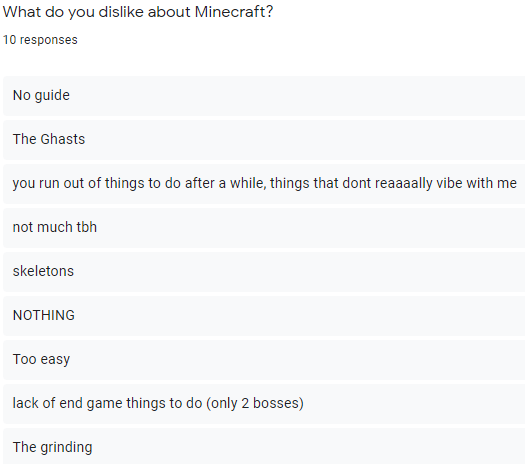 What do you dislike about Minecraft?
10 responses
No guide
The Ghasts
you run out of things to do after a while, things that dont reaaaally vibe with me
not much tbh
skeletons
NOTHING
Too easy
lack of end game things to do (only 2 bosses)
The grinding